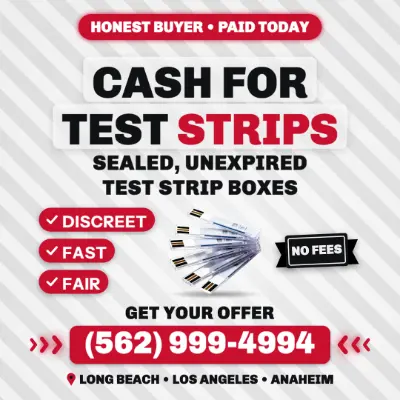 HONEST BUYER • PAID TODAY
CASH FOR
TEST STRIPS
SEALED, UNEXPIRED
TEST STRIP BOXES
DISCREET
FAST
FAIR
NO FEES
GET YOUR OFFER
(562) 999-4994
LONG BEACH • LOS ANGELES • ANAHEIM